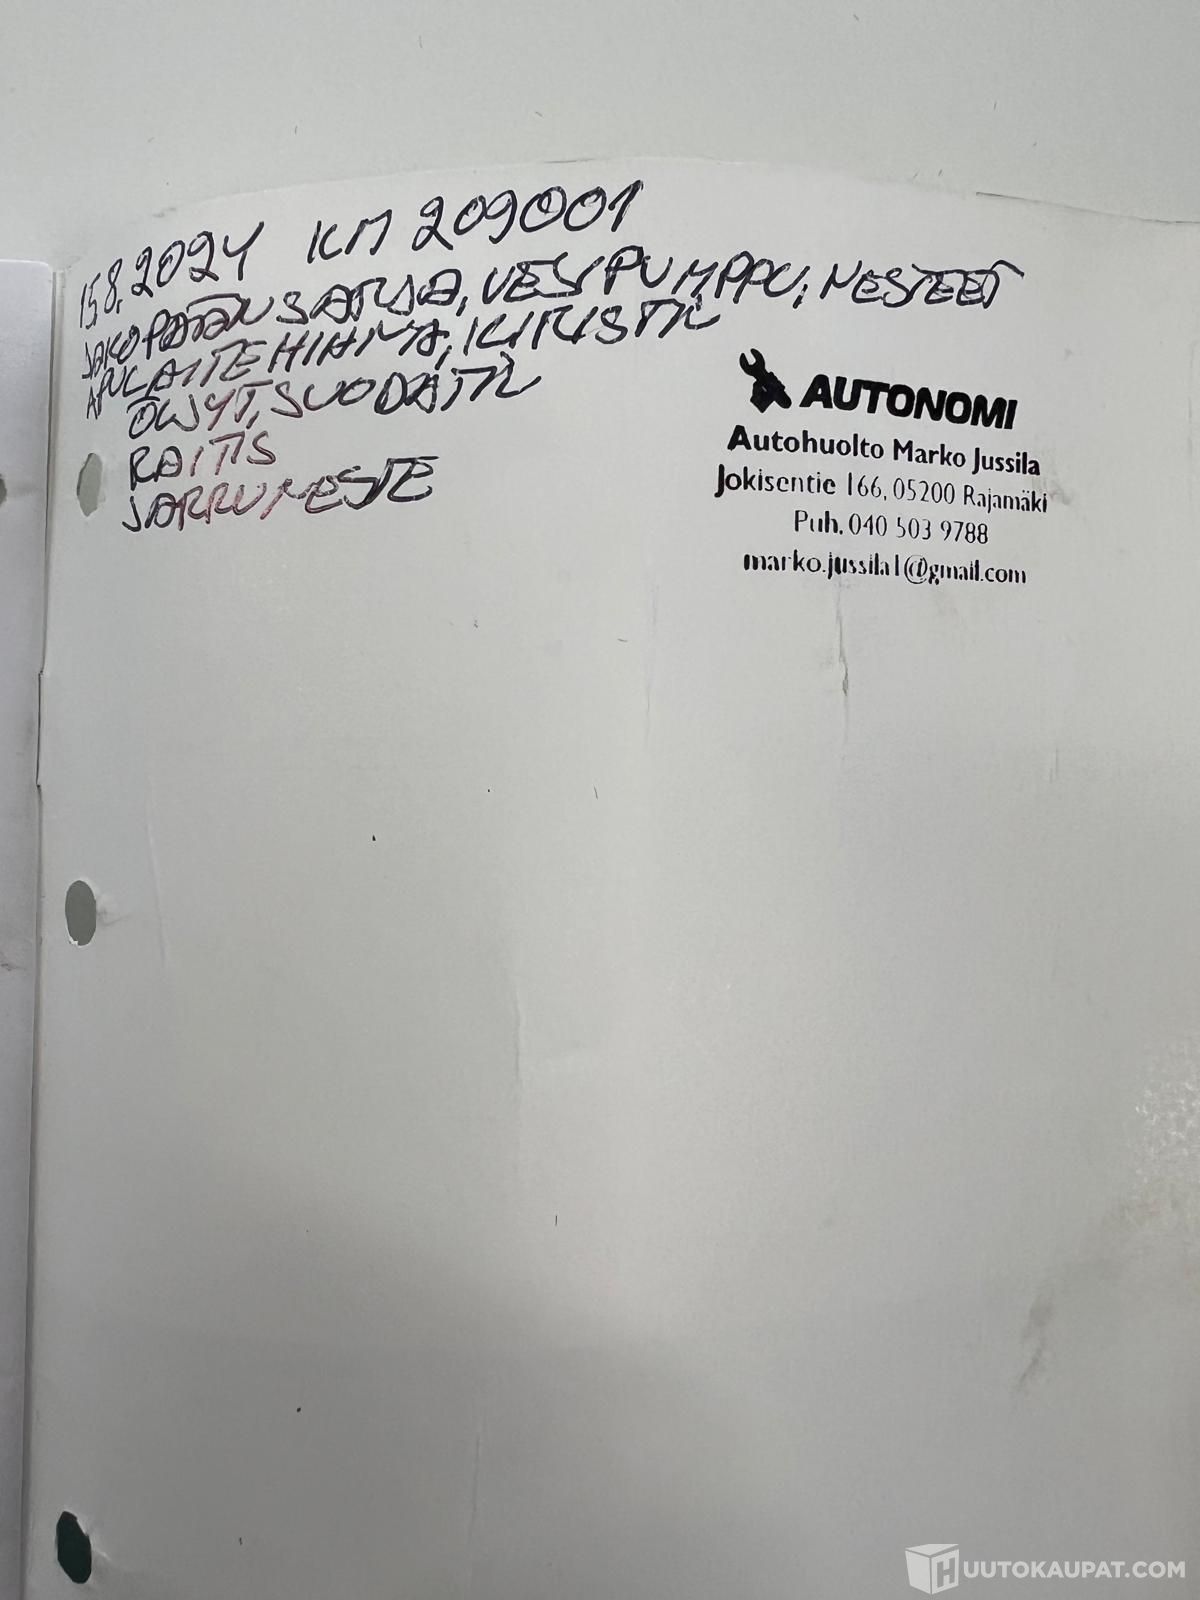 15.8.2024 KM 209001
JAKOPÄÄN SARJA, VESIPUMPPU, NESTEET
APULAITEHIHNA, KIRISTIN
ÖLJYT, SUODATIN
RAITIS
JARRUNESTE
AUTONOMI
Autohuolto Marko Jussila
Jokisentie 166, 05200 Rajamäki
Puh. 040 503 9788
marko.jussila1@gmail.com
HUUTOKAUPAT.COM